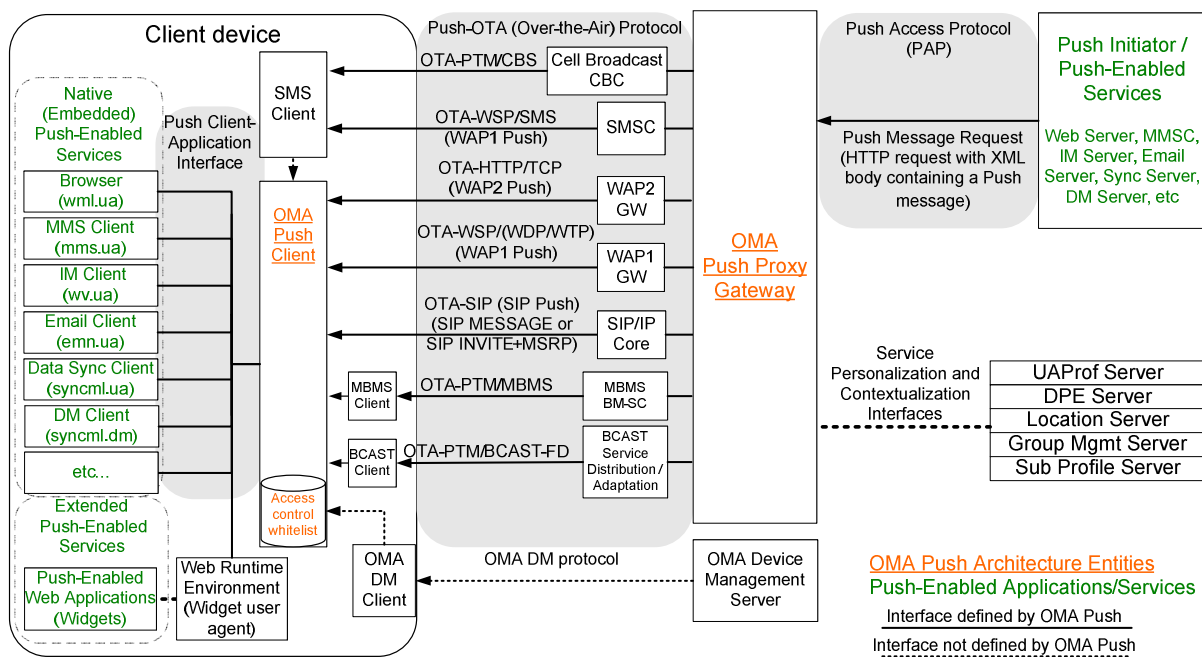 Client device
Native
(Embedded)
Push-Enabled
Services
Browser
(wml.ua)
MMS Client
(mms.ua)
IM Client
(wv.ua)
Email Client
(emn.ua)
Data Sync Client
(syncml.ua)
DM Client
(syncml.dm)
etc...
Extended
Push-Enabled
Services
Push-Enabled
Web Applications
(Widgets)
Push Client-
Application
Interface
Web Runtime
Environment
(Widget user
agent)
SMS
Client
OMA
Push
Client
Access
control
whitelist
MBMS
Client
BCAST
Client
OMA
DM
Client
Push-OTA (Over-the-Air) Protocol
OTA-PTM/CBS
Cell Broadcast
CBC
OTA-WSP/SMS
(WAP1 Push)
SMSC
OTA-HTTP/TCP
(WAP2 Push)
WAP2
GW
OTA-WSP/(WDP/WTP)
(WAP1 Push)
WAP1
GW
OTA-SIP (SIP Push)
(SIP MESSAGE or
SIP INVITE+MSRP)
SIP/IP
Core
OTA-PTM/MBMS
MBMS
BM-SC
OTA-PTM/BCAST-FD
BCAST
Service
Distribution /
Adaptation
OMA DM protocol
OMA
Push Proxy
Gateway
OMA Device
Management
Server
Push Access Protocol
(PAP)
Push Message Request
(HTTP request with XML
body containing a Push
message)
Push Initiator /
Push-Enabled
Services
Web Server, MMSC,
IM Server, Email
Server, Sync Server,
DM Server, etc
Service
Personalization and
Contextualization
Interfaces
UAProf Server
DPE Server
Location Server
Group Mgmt Server
Sub Profile Server
OMA Push Architecture Entities
Push-Enabled Applications/Services
Interface defined by OMA Push
Interface not defined by OMA Push